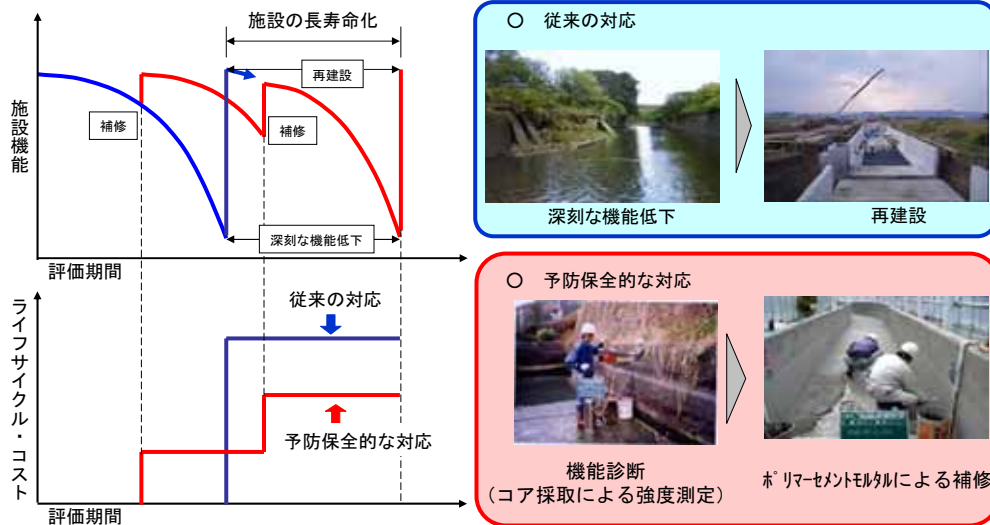 施設の長寿命化
再建設
補修
補修
深刻な機能低下
施設機能
評価期間
従来の対応
予防保全的な対応
ライフサイクル・コスト
評価期間
○ 従来の対応
深刻な機能低下
再建設
○ 予防保全的な対応
機能診断
(コア採取による強度測定)
ﾎﾟﾘﾏｰｾﾒﾝﾄﾓﾙﾀﾙによる補修